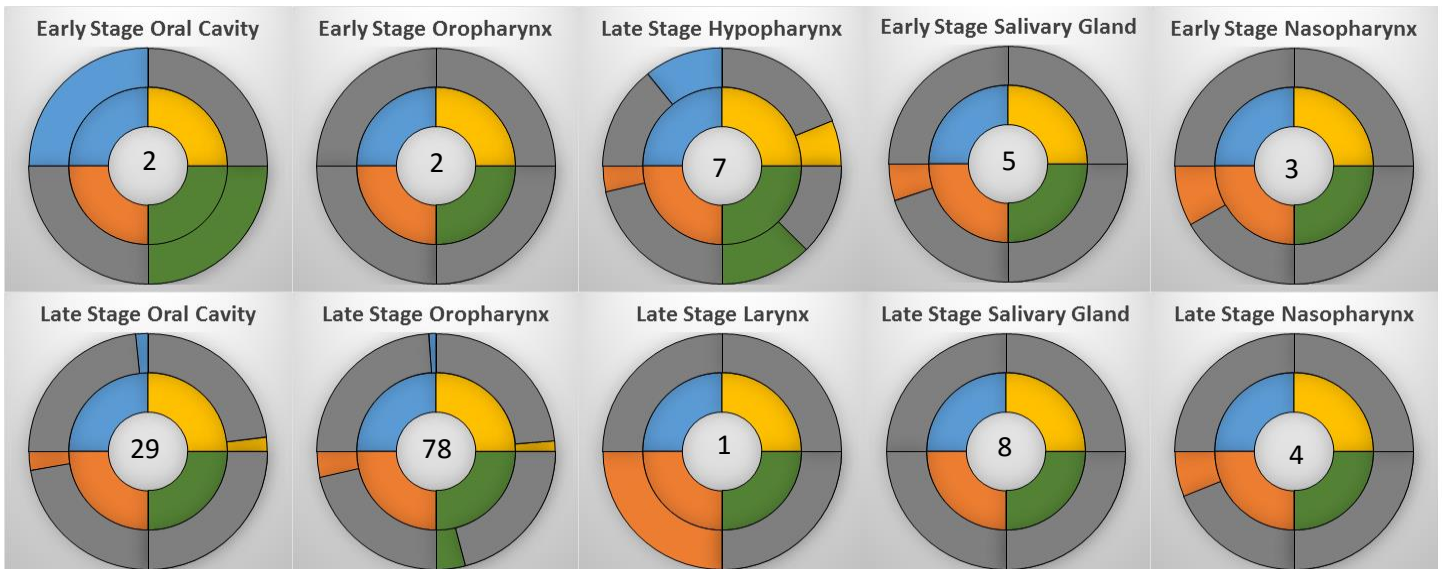 Early Stage Oral Cavity
2
Early Stage Oropharynx
2
Late Stage Hypopharynx
7
Early Stage Salivary Gland
5
Early Stage Nasopharynx
3
Late Stage Oral Cavity
29
Late Stage Oropharynx
78
Late Stage Larynx
1
Late Stage Salivary Gland
8
Late Stage Nasopharynx
4